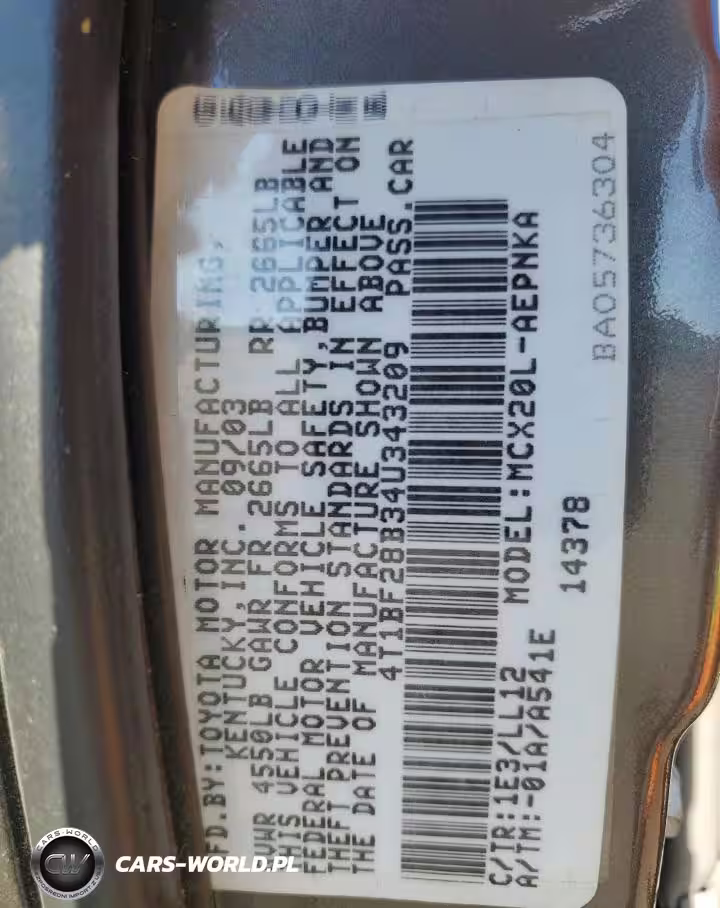 MFD.BY:TOYOTA MOTOR MANUFACTURING,
KENTUCKY,INC. 09/03
GVWR 4550LB GAWR FR 2665LB RR 2665LB
THIS VEHICLE CONFORMS TO ALL APPLICABLE
FEDERAL MOTOR VEHICLE SAFETY,BUMPER AND
THEFT PREVENTION STANDARDS IN EFFECT ON
THE DATE OF MANUFACTURE SHOWN ABOVE
4T1BF28B34U343209 PASS.CAR
C/TR:1E3/LL12 MODEL:MCX20L-AEPNKA
A/TM:-01A/A541E 14378
BA05736304
CARS-WORLD
CW
CARS-WORLD.PL